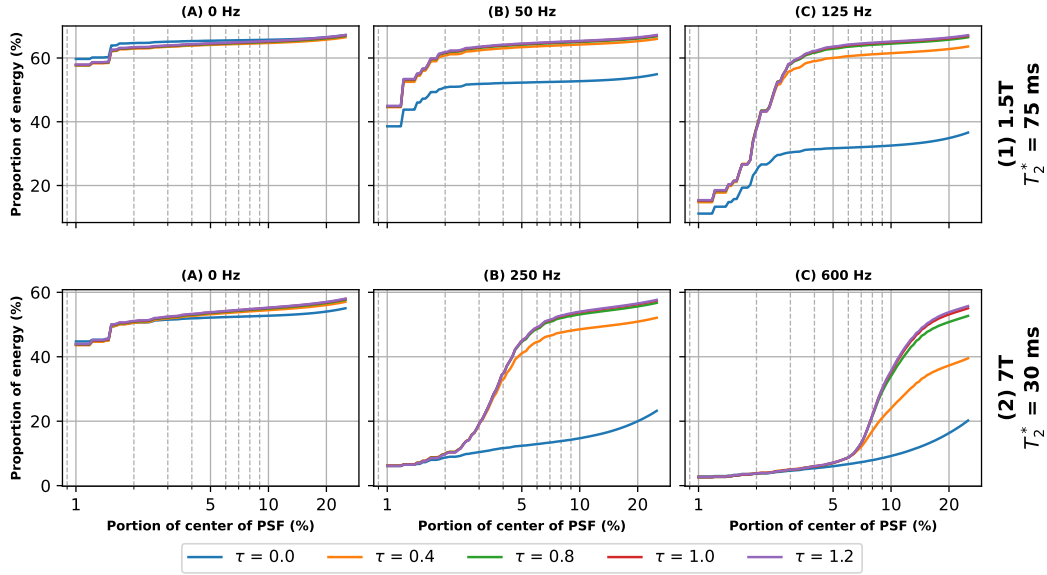 (A) 0 Hz
(B) 50 Hz
(C) 125 Hz
Proportion of energy (%)
60
40
20
(1) 1.5T
T₂* = 75 ms
(A) 0 Hz
(B) 250 Hz
(C) 600 Hz
Proportion of energy (%)
60
40
20
0
(2) 7T
T₂* = 30 ms
1 5 10 20
1 5 10 20
1 5 10 20
Portion of center of PSF (%)
Portion of center of PSF (%)
Portion of center of PSF (%)
τ = 0.0
τ = 0.4
τ = 0.8
τ = 1.0
τ = 1.2